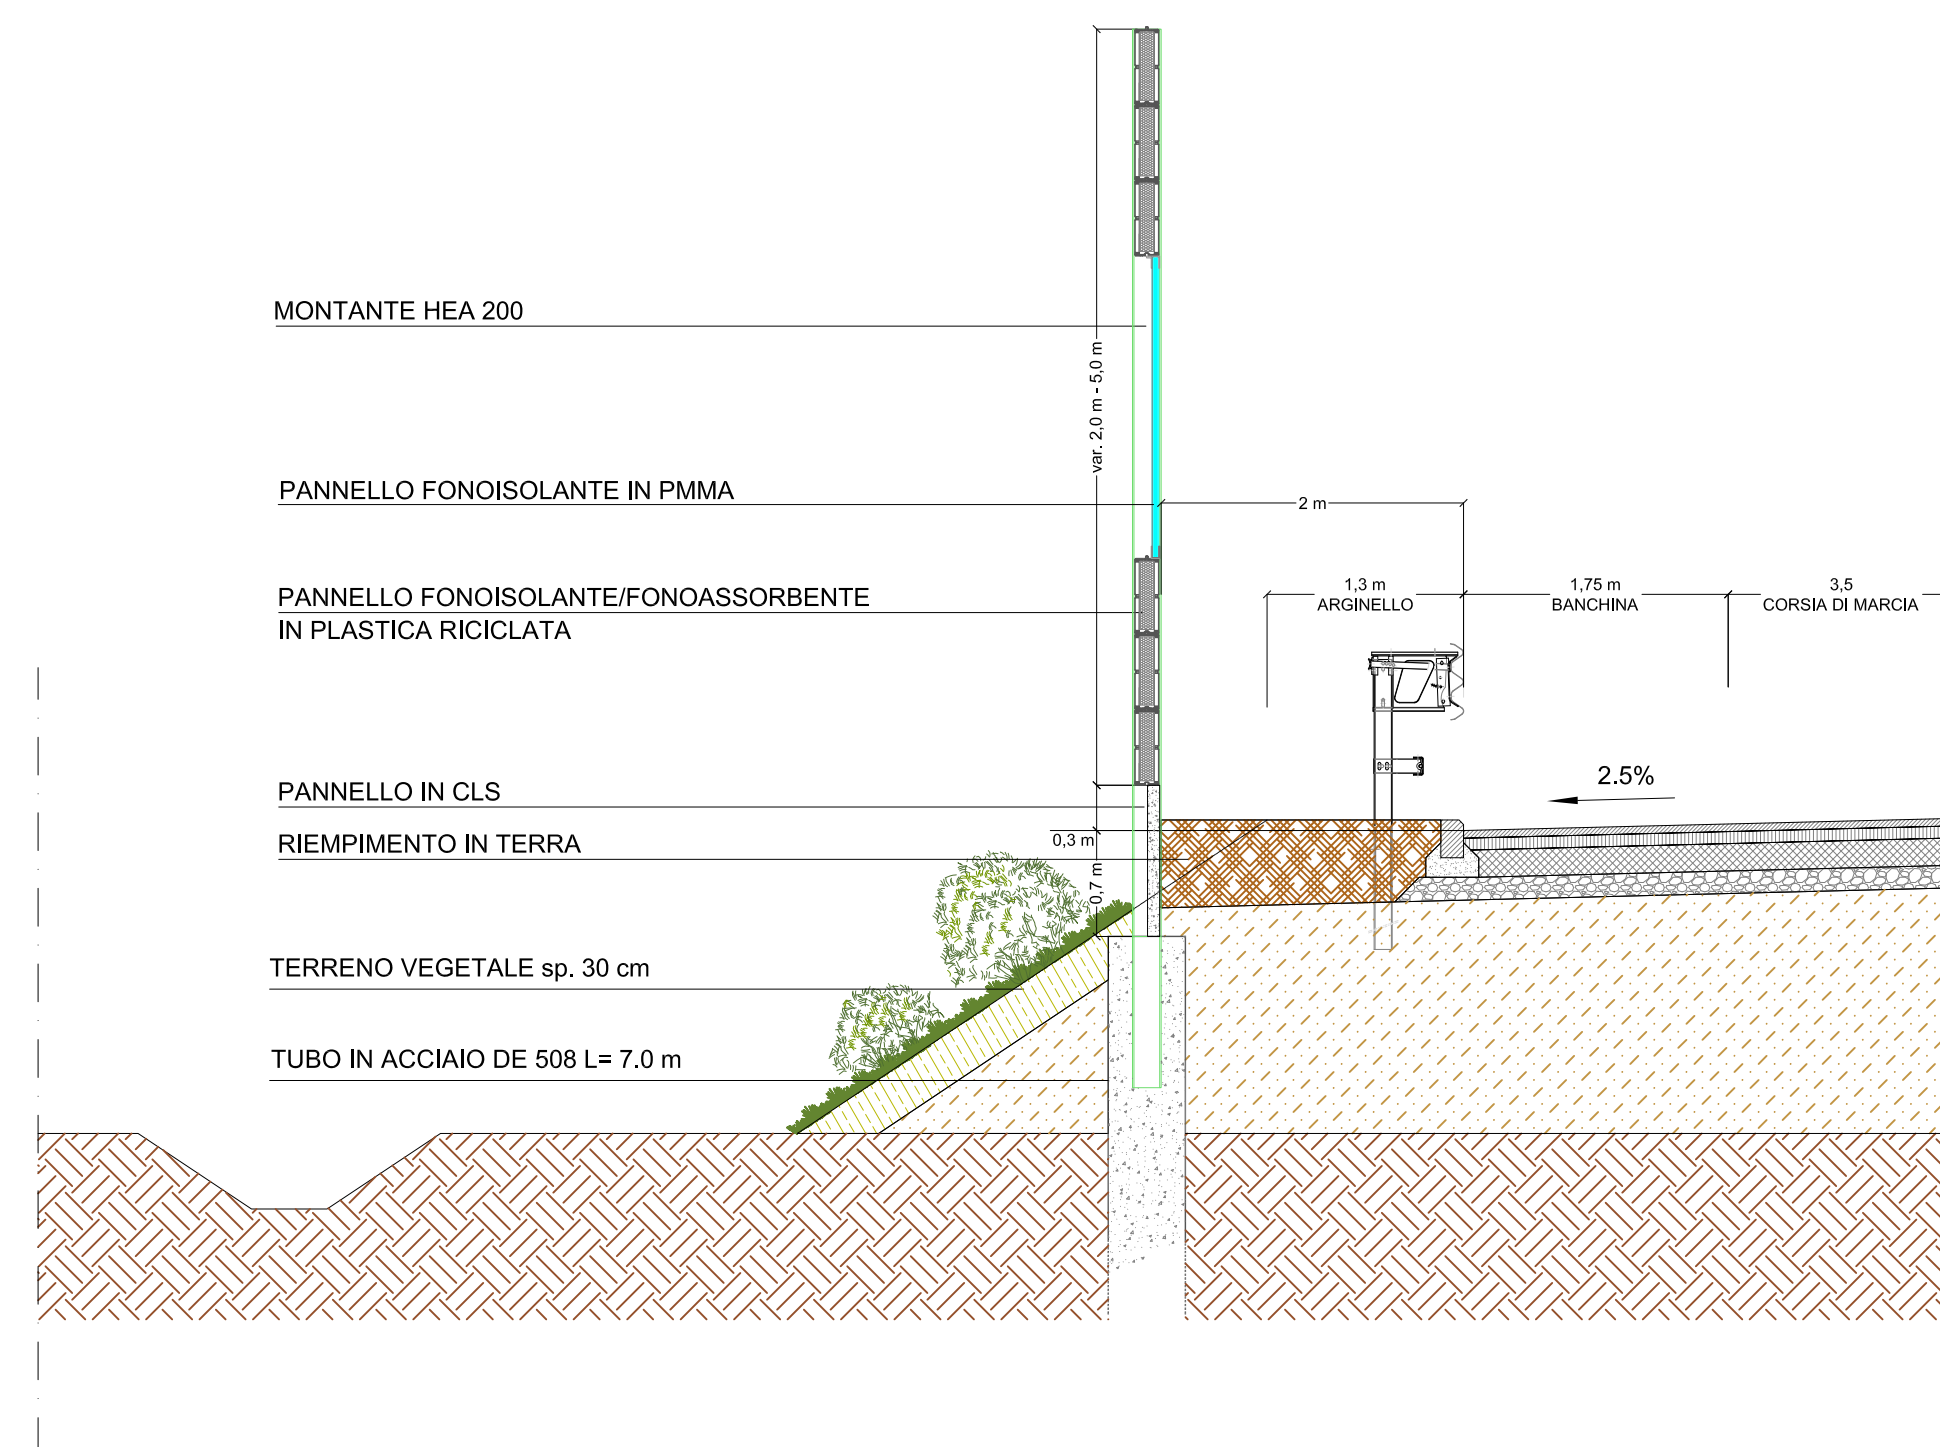 MONTANTE HEA 200
var. 2,0 m - 5,0 m
PANNELLO FONOISOLANTE IN PMMA
2 m
PANNELLO FONOISOLANTE/FONOASSORBENTE
IN PLASTICA RICICLATA
1,3 m
ARGINELLO
1,75 m
BANCHINA
3,5
CORSIA DI MARCIA
2.5%
PANNELLO IN CLS
RIEMPIMENTO IN TERRA
0,3 m
0,7 m
TERRENO VEGETALE sp. 30 cm
TUBO IN ACCIAIO DE 508 L= 7.0 m